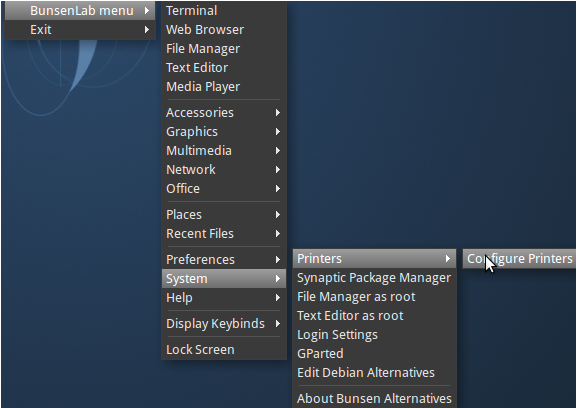 BunsenLab menu
Exit
Terminal
Web Browser
File Manager
Text Editor
Media Player
Accessories
Graphics
Multimedia
Network
Office
Places
Recent Files
Preferences
System
Help
Display Keybinds
Lock Screen
Printers
Synaptic Package Manager
File Manager as root
Text Editor as root
Login Settings
GParted
Edit Debian Alternatives
About Bunsen Alternatives
Configure Printers